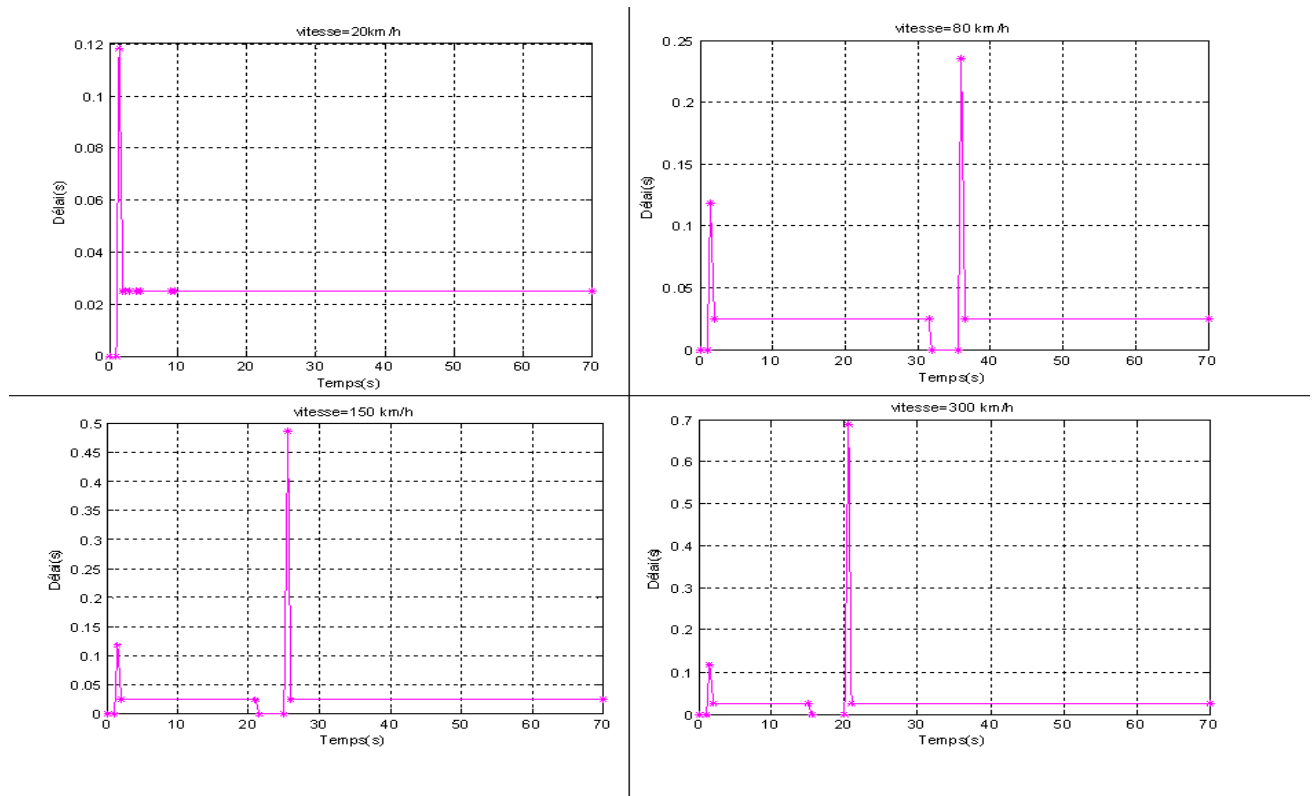 vitesse=20km/h
0.12
0.1
0.08
0.06
0.04
0.02
0
Délai(s)
0 10 20 30 40 50 60 70
Temps(s)
vitesse=80 km/h
0.25
0.2
0.15
0.1
0.05
0
Délai(s)
0 10 20 30 40 50 60 70
Temps(s)
vitesse=150 km/h
0.5
0.45
0.4
0.35
0.3
0.25
0.2
0.15
0.1
0.05
0
Délai(s)
0 10 20 30 40 50 60 70
Temps(s)
vitesse=300 km/h
0.7
0.6
0.5
0.4
0.3
0.2
0.1
0
Délai(s)
0 10 20 30 40 50 60 70
Temps(s)